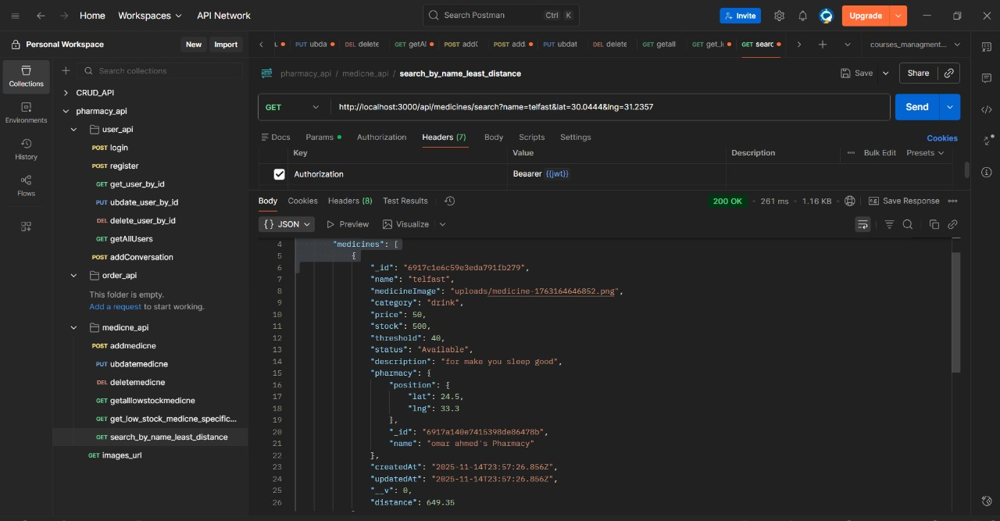 Home Workspaces API Network Search Postman Ctrl K Invite Upgrade
Personal Workspace New Import
PUT ubda DEL delete GET getAl POST addC POST add. PUT ubdat DEL delete GET getall GET get_l GET searc courses_managment...
Collections
Environments
History
Flows
Search collections
CRUD_API
pharmacy_api
user_api
POST login
POST register
GET get_user_by_id
PUT ubdate_user_by_id
DEL delete_user_by_id
GET getAllUsers
POST addConversation
order_api
This folder is empty.
Add a request to start working.
medicne_api
POST addmedicne
PUT ubdatemedicne
DEL deletemedicne
GET getalllowstockmedicne
GET get_low_stock_medicne_specific...
GET search_by_name_least_distance
GET images_url
HTTP pharmacy_api / medicne_api / search_by_name_least_distance Save Share
GET http://localhost:3000/api/medicines/search?name=telfast&lat=30.0444&lng=31.2357 Send
Docs Params Authorization Headers (7) Body Scripts Settings Cookies
Key Value Description Bulk Edit Presets
Authorization Beaarer {{jwt}}
Body Cookies Headers (8) Test Results 200 OK 261 ms 1.16 KB Save Response
{} JSON Preview Visualize
4 "medicines": [
5 {
6 "_id": "6917c1e6c59e3eda791fb279",
7 "name": "telfast",
8 "medicineImage": "uploads/medicine-1763164646852.png",
9 "category": "drink",
10 "price": 50,
11 "stock": 500,
12 "threshold": 40,
13 "status": "Available",
14 "description": "for make you sleep good",
15 "pharmacy": {
16 "position": {
17 "lat": 24.5,
18 "lng": 33.3
19 },
20 "_id": "6917a140e7415398de86478b",
21 "name": "omar ahmed's Pharmacy"
22 },
23 "createdAt": "2025-11-14T23:57:26.856Z",
24 "updatedAt": "2025-11-14T23:57:26.856Z",
25 "__v": 0,
26 "distance": 649.35